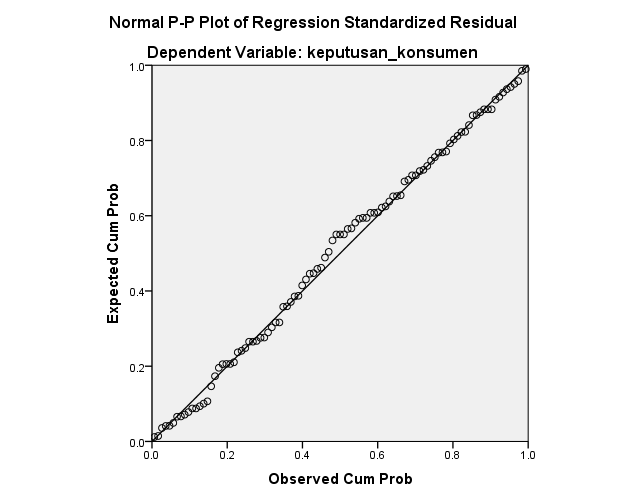 Normal P-P Plot of Regression Standardized Residual
Dependent Variable: keputusan_konsumen
Expected Cum Prob
1.0
0.8
0.6
0.4
0.2
0.0
0.0 0.2 0.4 0.6 0.8 1.0
Observed Cum Prob